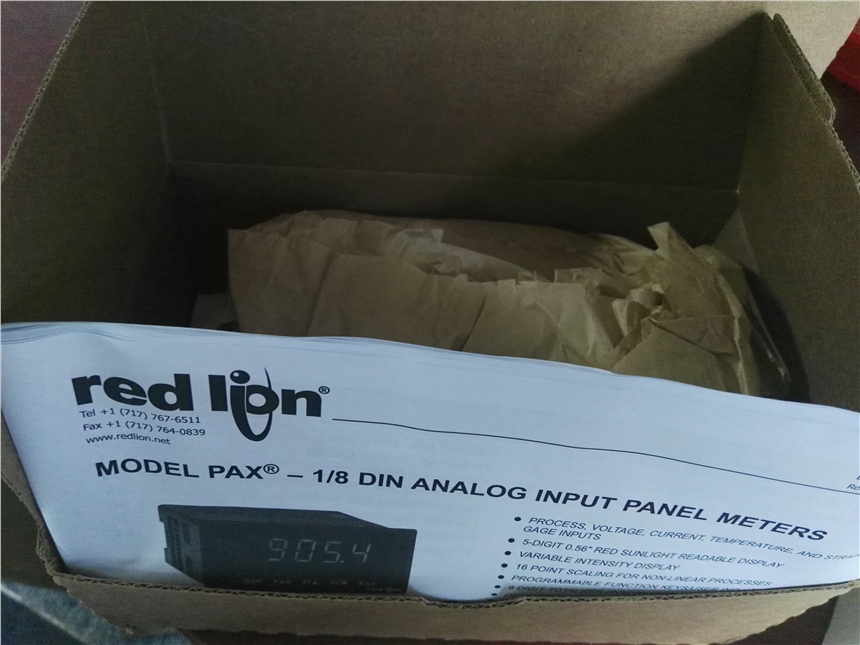 red lion®
Tel +1 (717) 767-6511
Fax +1 (717) 764-0839
www.redlion.net
MODEL PAX® – 1/8 DIN ANALOG INPUT PANEL METERS
905.4
• PROCESS, VOLTAGE, CURRENT, TEMPERATURE, AND
GAGE INPUTS
• 5-DIGIT 0.56" RED SUNLIGHT READABLE DISPLAY
• VARIABLE INTENSITY DISPLAY
• 16 POINT SCALING FOR NON-LINEAR PROCESSES
• PROGRAMMABLE FUNCTION